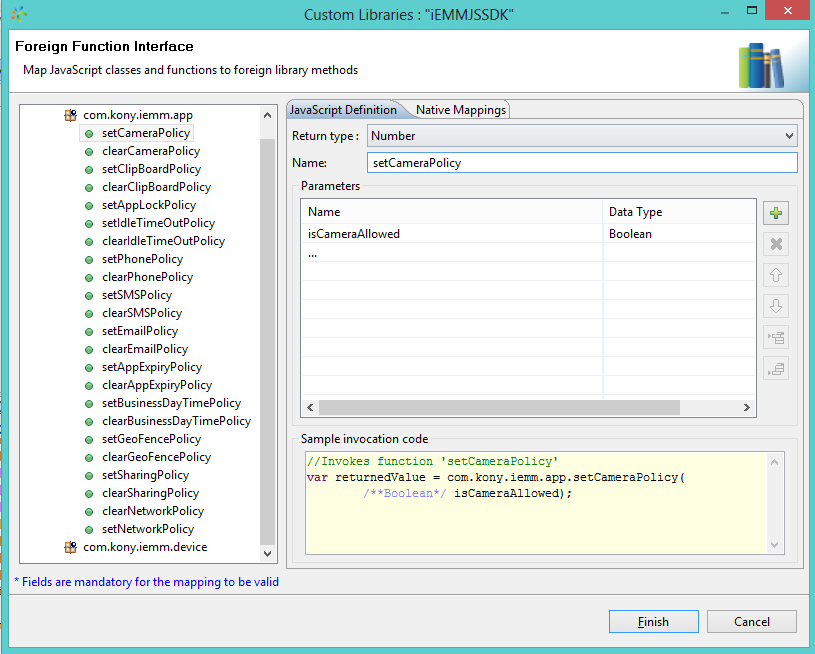 Custom Libraries : "iEMMJSSDK"
Foreign Function Interface
Map JavaScript classes and functions to foreign library methods
com.kony.iemm.app
setCameraPolicy
clearCameraPolicy
setClipBoardPolicy
clearClipBoardPolicy
setAppLockPolicy
setIdleTimeOutPolicy
clearIdleTimeOutPolicy
setPhonePolicy
clearPhonePolicy
setSMSPolicy
clearSMSPolicy
setEmailPolicy
clearEmailPolicy
setAppExpiryPolicy
clearAppExpiryPolicy
setBusinessDayTimePolicy
clearBusinessDayTimePolicy
setGeoFencePolicy
clearGeoFencePolicy
setSharingPolicy
clearSharingPolicy
clearNetworkPolicy
setNetworkPolicy
com.kony.iemm.device
JavaScript Definition Native Mappings
Return type : Number
Name: setCameraPolicy
Parameters
Name Data Type
isCameraAllowed Boolean
...
Sample invocation code
//Invokes function 'setCameraPolicy'
var returnedValue = com.kony.iemm.app.setCameraPolicy(
/**Boolean*/ isCameraAllowed);
* Fields are mandatory for the mapping to be valid
Finish Cancel